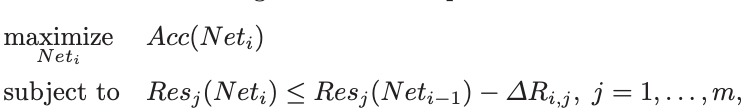 maximize Acc(Net_i)
Net_i
subject to Res_j(Net_i) ≤ Res_j(Net_{i−1}) − ΔR_{i,j}, j = 1, . . . , m,